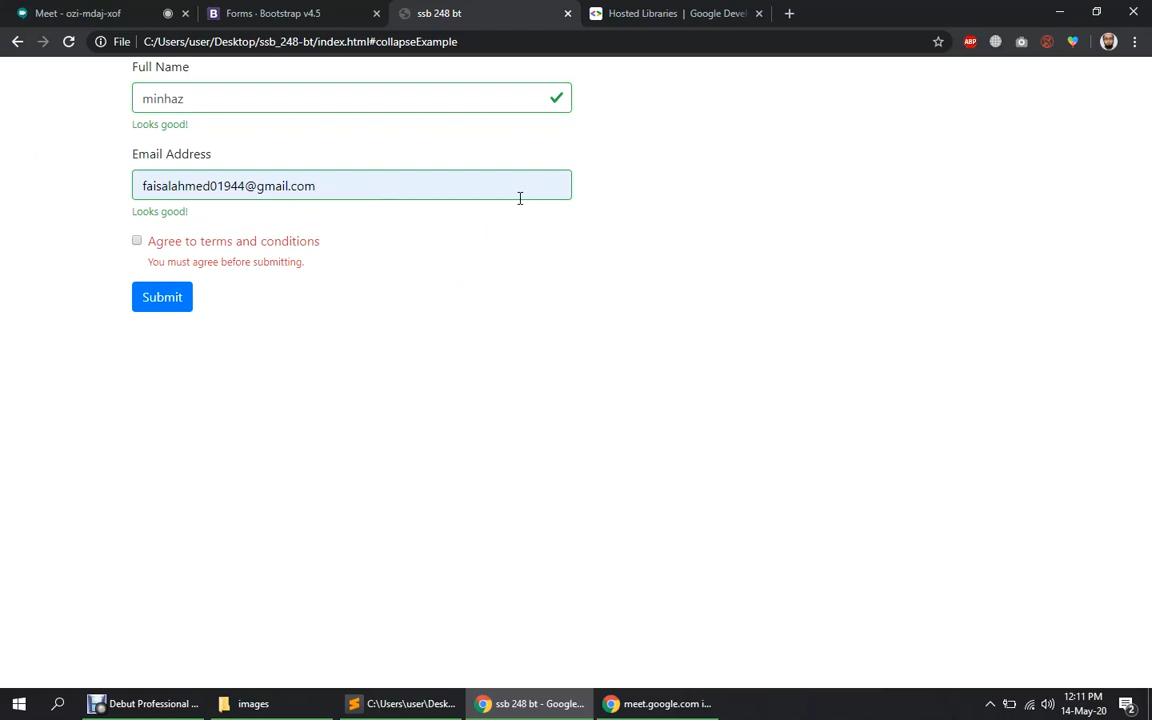 Meet - ozi-mdaj-xof
Forms · Bootstrap v4.5
ssb 248 bt
Hosted Libraries | Google Devel
File
C:/Users/user/Desktop/ssb_248-bt/index.html#collapseExample
ABP
Full Name
minhaz
Looks good!
Email Address
faisalahmed01944@gmail.com
Looks good!
Agree to terms and conditions
You must agree before submitting.
Submit
Debut Professional ...
images
C:\Users\user\Desk...
ssb 248 bt - Google...
meet.google.com i...
12:11 PM
14-May-20
2